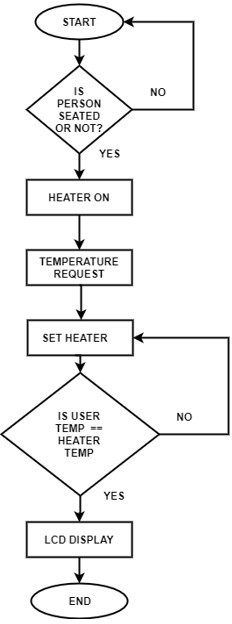 START
IS
PERSON
SEATED
OR NOT?
NO
YES
HEATER ON
TEMPERATURE
REQUEST
SET HEATER
IS USER
TEMP ==
HEATER
TEMP
NO
YES
LCD DISPLAY
END